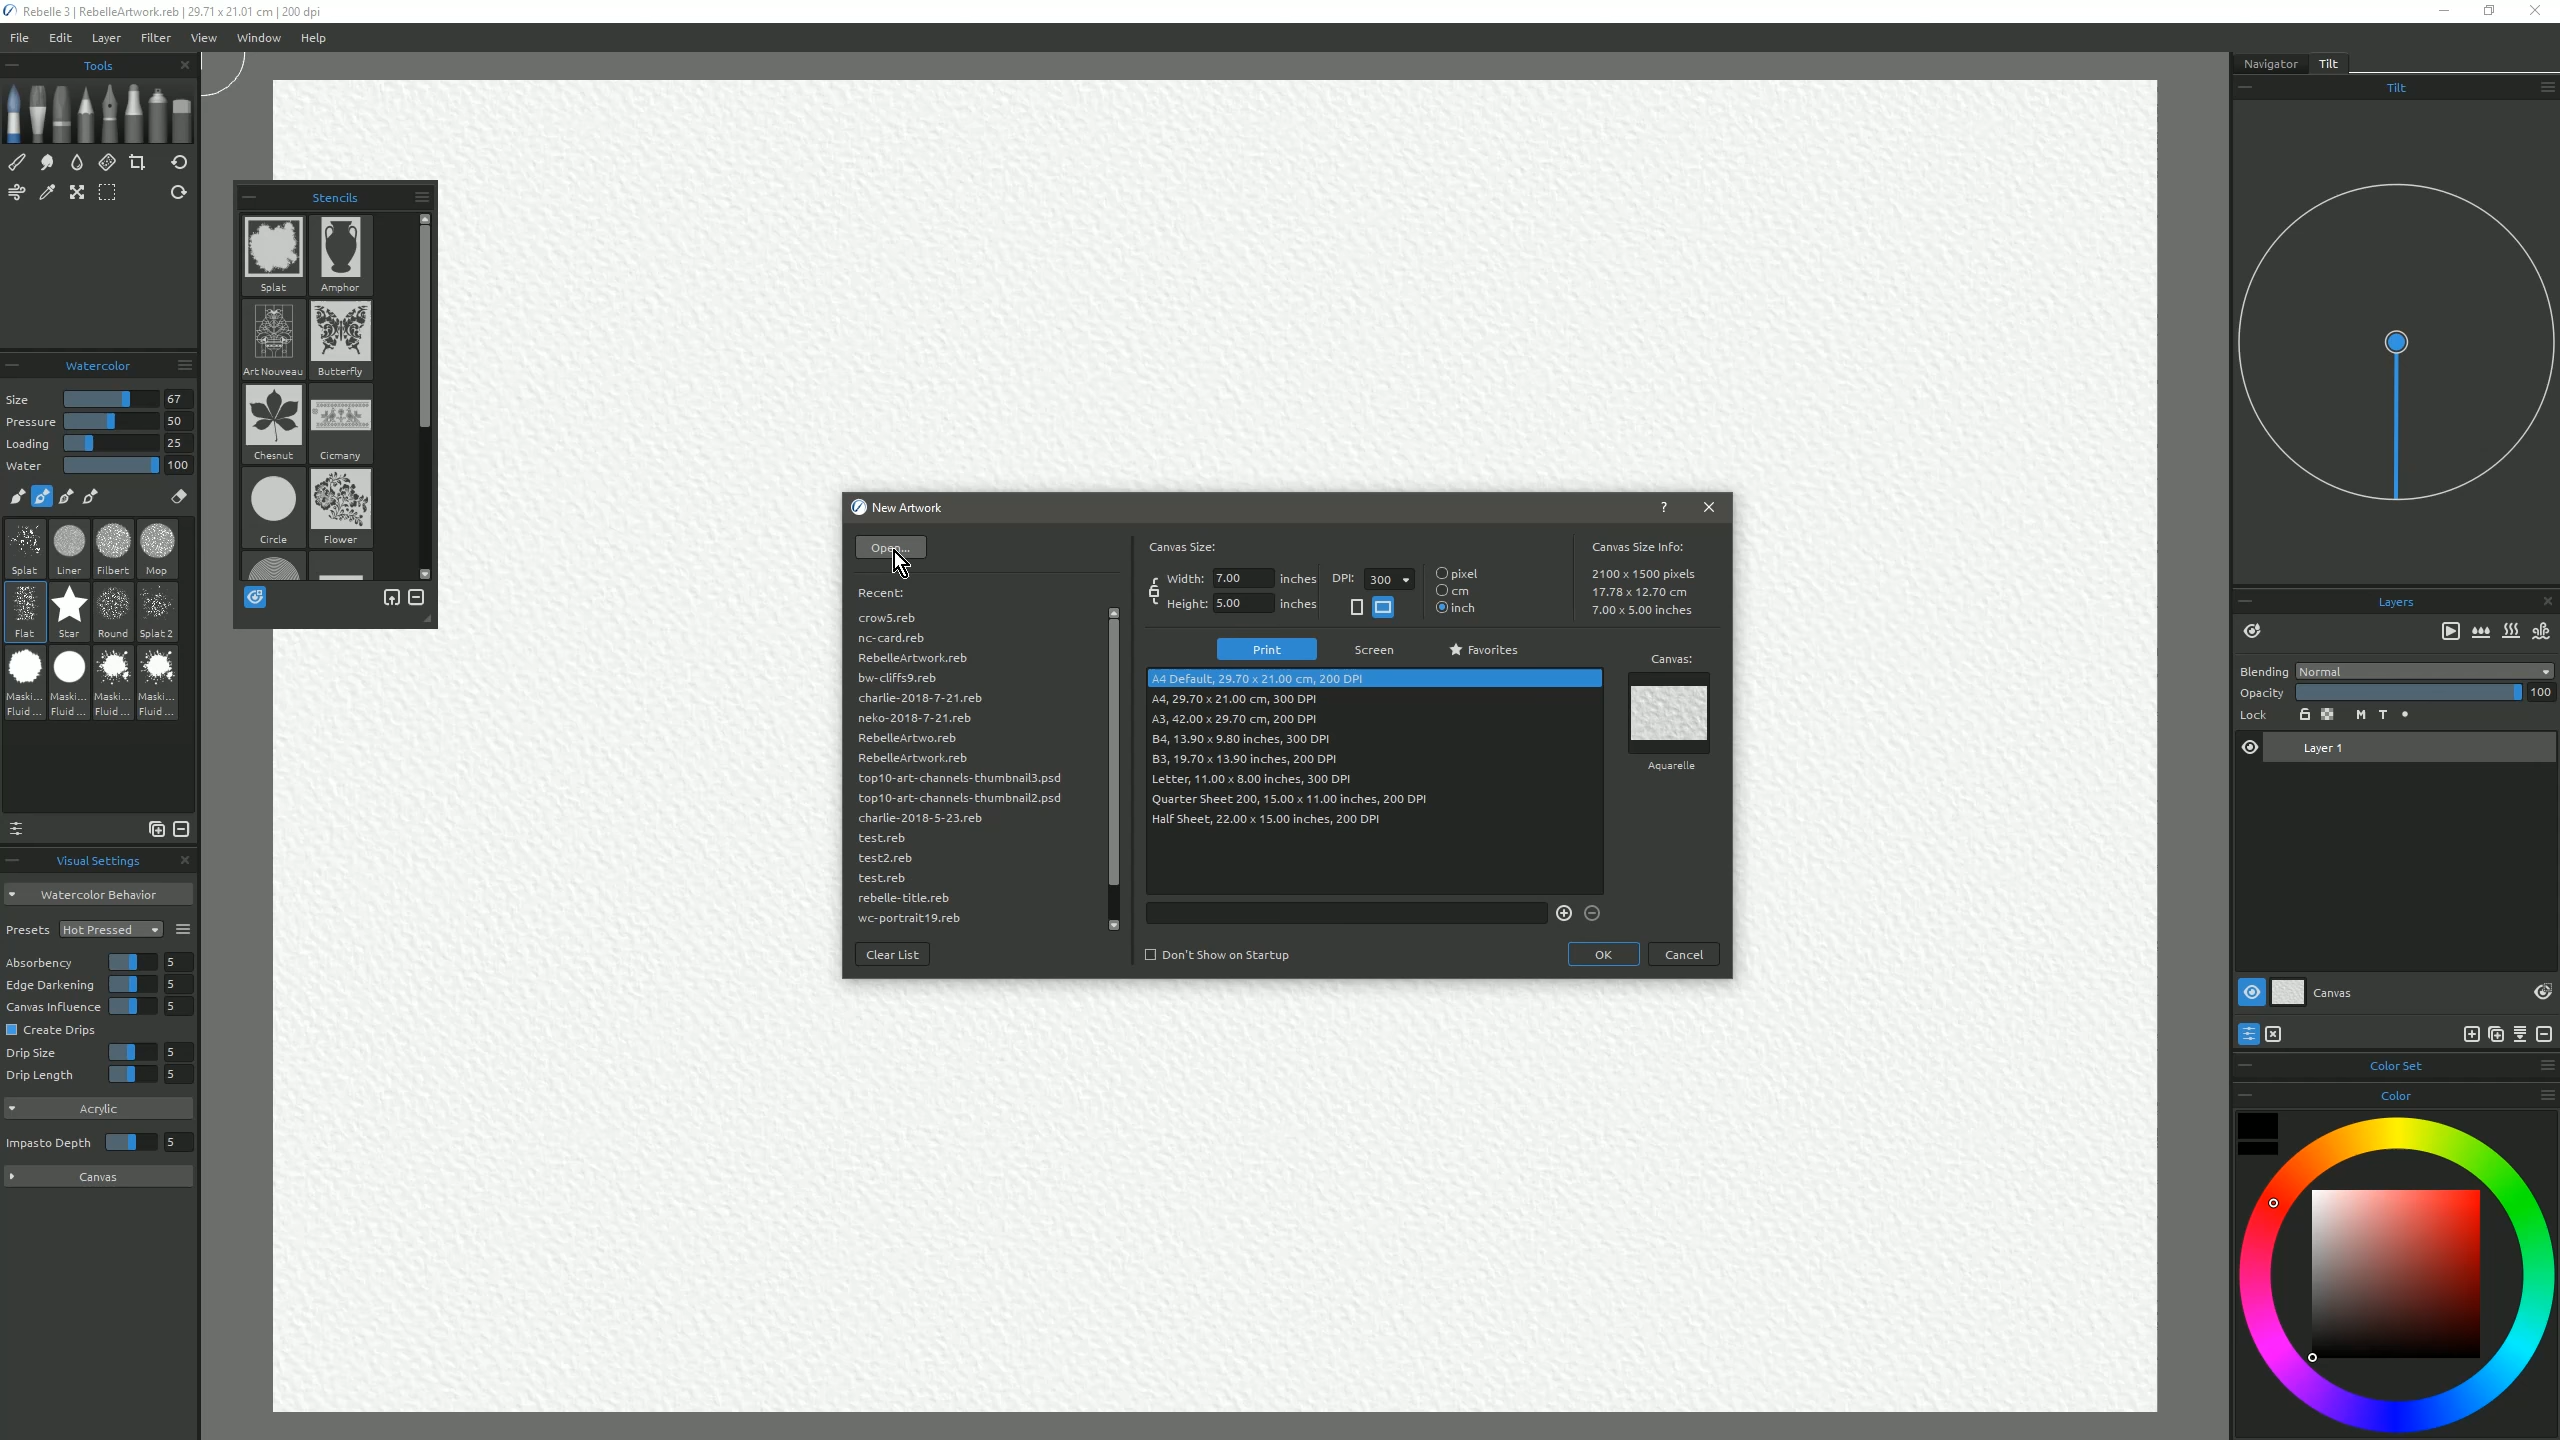 Rebelle 3 | RebelleArtwork.reb | 29.71 x 21.01 cm | 200 dpi
File Edit Layer Filter View Window Help
Tools
Watercolor
Size 67
Pressure 50
Loading 25
Water 100
Splat Liner Filbert Mop
Flat Star Round Splat 2
Maski... Maski... Maski... Maski...
Fluid ... Fluid ... Fluid ... Fluid ...
Visual Settings
Watercolor Behavior
Presets Hot Pressed
Absorbency 5
Edge Darkening 5
Canvas Influence 5
Create Drips
Drip Size 5
Drip Length 5
Acrylic
Impasto Depth 5
Canvas
Stencils
Splat Amphor
Art Nouveau Butterfly
Chesnut Cicmany
Circle Flower
New Artwork ?
Open...
Recent:
crow5.reb
nc-card.reb
RebelleArtwork.reb
bw-cliffs9.reb
charlie-2018-7-21.reb
neko-2018-7-21.reb
RebelleArtwo.reb
RebelleArtwork.reb
top10-art-channels-thumbnail3.psd
top10-art-channels-thumbnail2.psd
charlie-2018-5-23.reb
test.reb
test2.reb
test.reb
rebelle-title.reb
wc-portrait19.reb
Clear List
Canvas Size:
Width: 7.00 inches DPI: 300
Height: 5.00 inches
pixel
cm
inch
Canvas Size Info:
2100 x 1500 pixels
17.78 x 12.70 cm
7.00 x 5.00 inches
Print Screen Favorites
A4 Default, 29.70 x 21.00 cm, 200 DPI
A4, 29.70 x 21.00 cm, 300 DPI
A3, 42.00 x 29.70 cm, 200 DPI
B4, 13.90 x 9.80 inches, 300 DPI
B3, 19.70 x 13.90 inches, 200 DPI
Letter, 11.00 x 8.00 inches, 300 DPI
Quarter Sheet 200, 15.00 x 11.00 inches, 200 DPI
Half Sheet, 22.00 x 15.00 inches, 200 DPI
Canvas:
Aquarelle
Don't Show on Startup
OK Cancel
Navigator Tilt
Tilt
Layers
Blending Normal
Opacity 100
Lock M T
Layer 1
Canvas
Color Set
Color